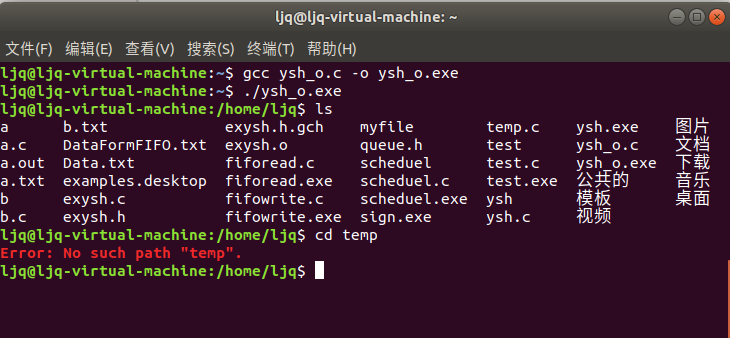 ljq@ljq-virtual-machine: ~
文件(F) 编辑(E) 查看(V) 搜索(S) 终端(T) 帮助(H)
ljq@ljq-virtual-machine:~$ gcc ysh_o.c -o ysh_o.exe
ljq@ljq-virtual-machine:~$ ./ysh_o.exe
ljq@ljq-virtual-machine:/home/ljq$ ls
a b.txt exysh.h.gch myfile temp.c ysh.exe 图片
a.c DataFormFIFO.txt exysh.o queue.h test ysh_o.c 文档
a.out Data.txt fiforead.c scheduel test.c ysh_o.exe 下载
a.txt examples.desktop fiforead.exe scheduel.c test.exe 公共的 音乐
b exysh.c fifowrite.c scheduel.exe ysh 模板 桌面
b.c exysh.h fifowrite.exe sign.exe ysh.c 视频
ljq@ljq-virtual-machine:/home/ljq$ cd temp
Error: No such path "temp".
ljq@ljq-virtual-machine:/home/ljq$